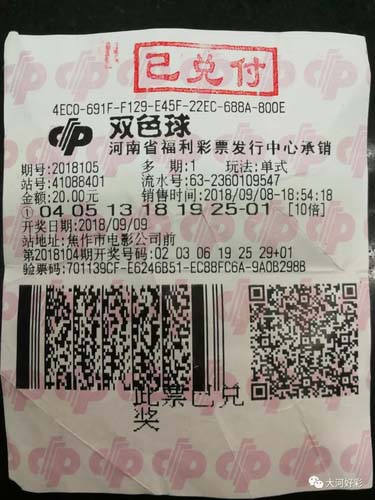 已兑付
4EC0-691F-F129-E45F-22EC-688A-800E
双色球
河南省福利彩票发行中心承销
期号:2018105 多期:1 玩法:单式
站号:41088401 流水号:63-2360109547
金额:20.00元 销售时间:2018/09/08-18:54:18
① 04 05 13 18 19 25-01 [10倍]
开奖日期:2018/09/09
站地址:焦作市电影公司前
第2018104期开奖号码:02 03 06 19 25 29+01
验票码:701139CF-E6246B51-EC88FC6A-9A0B298B
此票已兑
奖
大河好彩